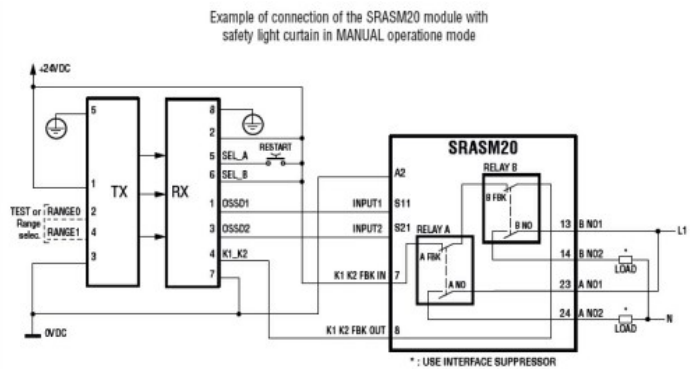 Example of connection of the SRASM20 module with
safety light curtain in MANUAL operatione mode
+24VDC
5
1
TX
TEST or
Range
selec.
RANGE0
RANGE1
2
4
3
0VDC
RX
8
2
5 SEL_A
RESTART
6 SEL_B
1 OSSD1
3 OSSD2
4 K1_K2
7
INPUT1
INPUT2
K1 K2 FBK IN
K1 K2 FBK OUT
SRASM20
A2
S11
S21
7
8
RELAY B
B FBK
B NO
RELAY A
A FBK
A NO
13 B NO1
14 B NO2
23 A NO1
24 A NO2
L1
*
LOAD
*
LOAD
N
* : USE INTERFACE SUPPRESSOR